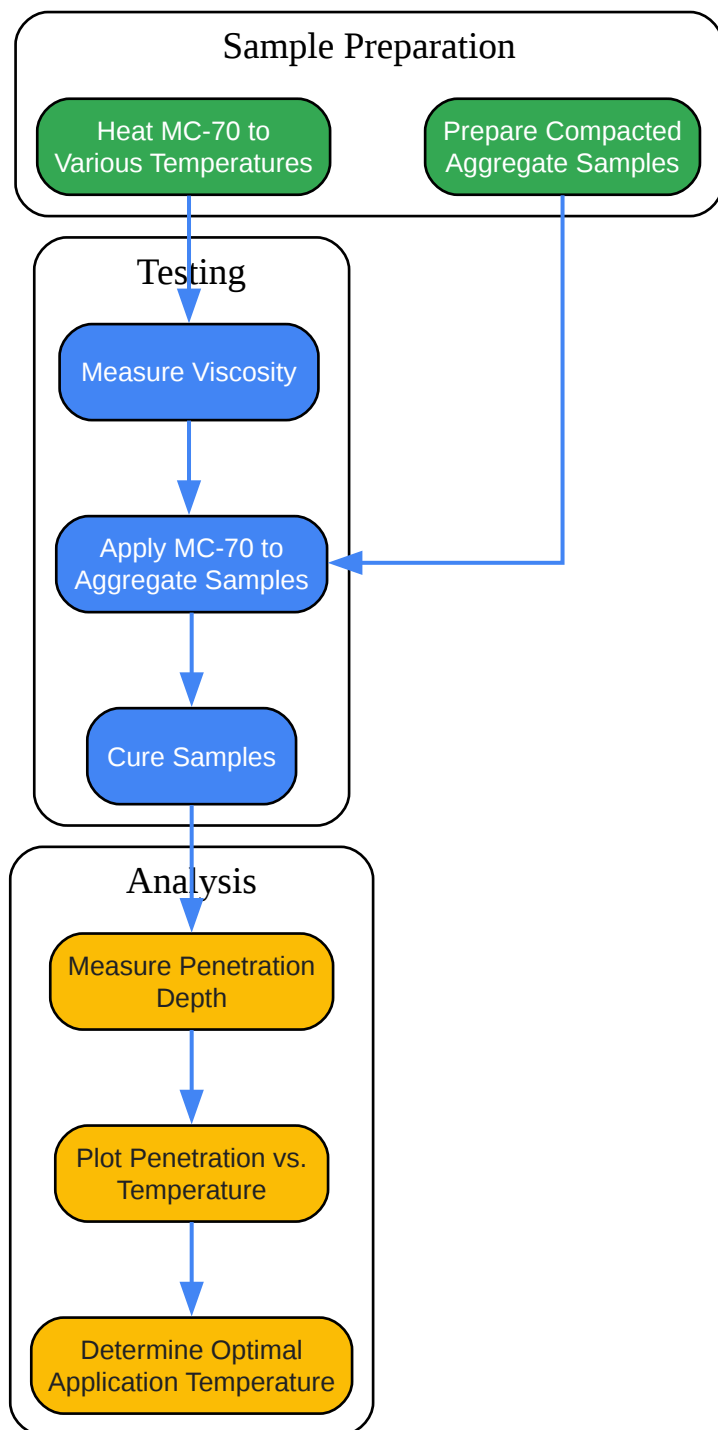 Sample Preparation
Heat MC-70 to
Various Temperatures
Prepare Compacted
Aggregate Samples
Testing
Measure Viscosity
Apply MC-70 to
Aggregate Samples
Cure Samples
Analysis
Measure Penetration
Depth
Plot Penetration vs.
Temperature
Determine Optimal
Application Temperature